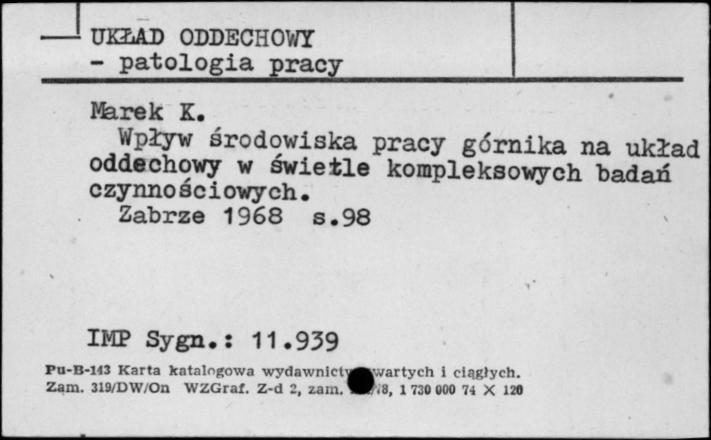 UKŁAD ODDECHOWY
- patologia pracy
Marek K.
Wpływ środowiska pracy górnika na układ
oddechowy w świetle kompleksowych badań
czynnościowych.
Zabrze 1968 s.98
IMP Sygn.: 11.939
Pu-B-143 Karta katalogowa wydawnictw zwartych i ciągłych.
Zam. 319/DW/On WZGraf. Z-d 2, zam. 1 730 000 74 X 120